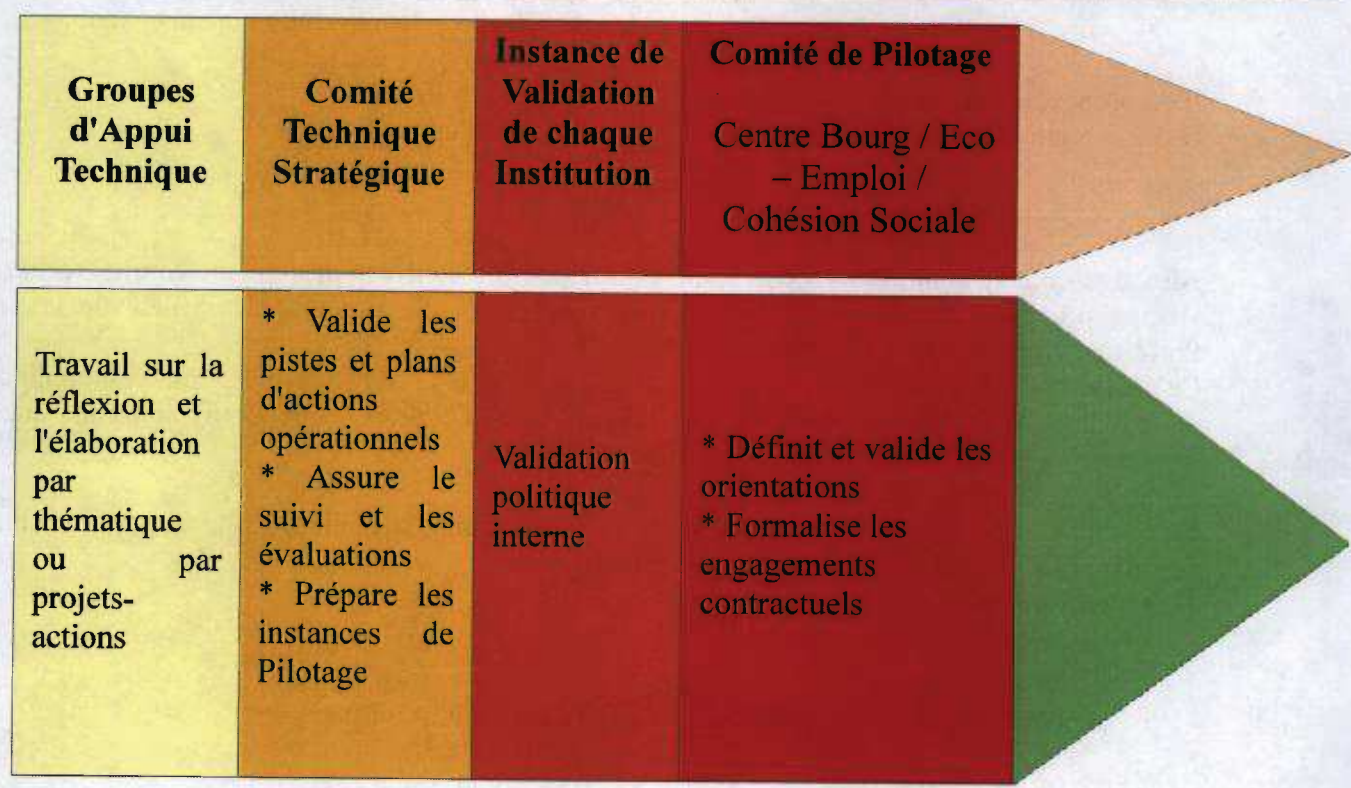 Groupes
d'Appui
Technique
Comité
Technique
Stratégique
Instance de
Validation
de chaque
Institution
Comité de Pilotage
Centre Bourg / Eco
– Emploi /
Cohésion Sociale
Travail sur la
réflexion et
l'élaboration
par
thématique
ou par
projets-
actions
* Valide les
pistes et plans
d'actions
opérationnels
* Assure le
suivi et les
évaluations
* Prépare les
instances de
Pilotage
Validation
politique
interne
* Définit et valide les
orientations
* Formalise les
engagements
contractuels